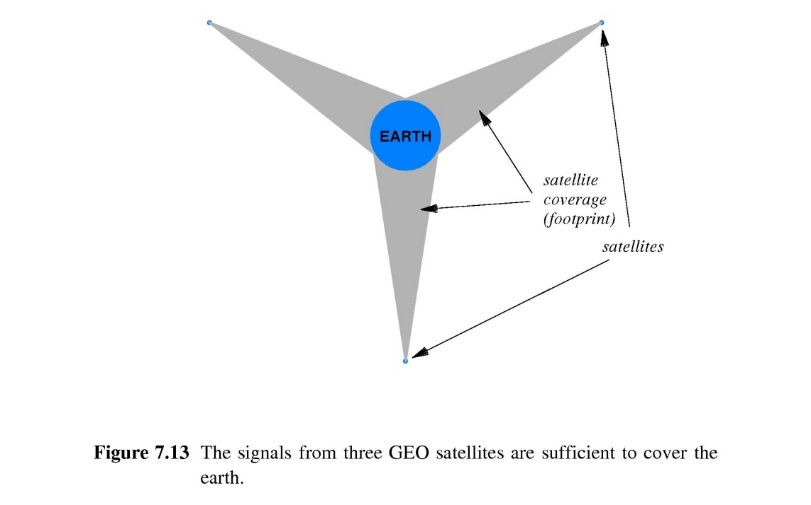 EARTH
satellite
coverage
(footprint)
satellites
Figure 7.13 The signals from three GEO satellites are sufficient to cover the
earth.